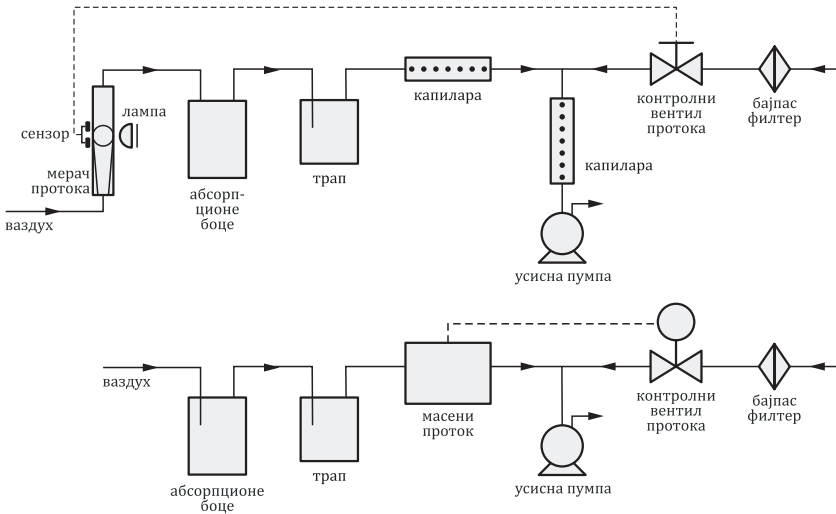 лампа
сензор
мерач
протока
ваздух
абсорп-
ционе
боце
трап
капилара
капилара
усисна пумпа
контролни
вентил
протока
бајпас
филтер
ваздух
абсорпционе
боце
трап
масени
проток
усисна пумпа
контролни
вентил
протока
бајпас
филтер